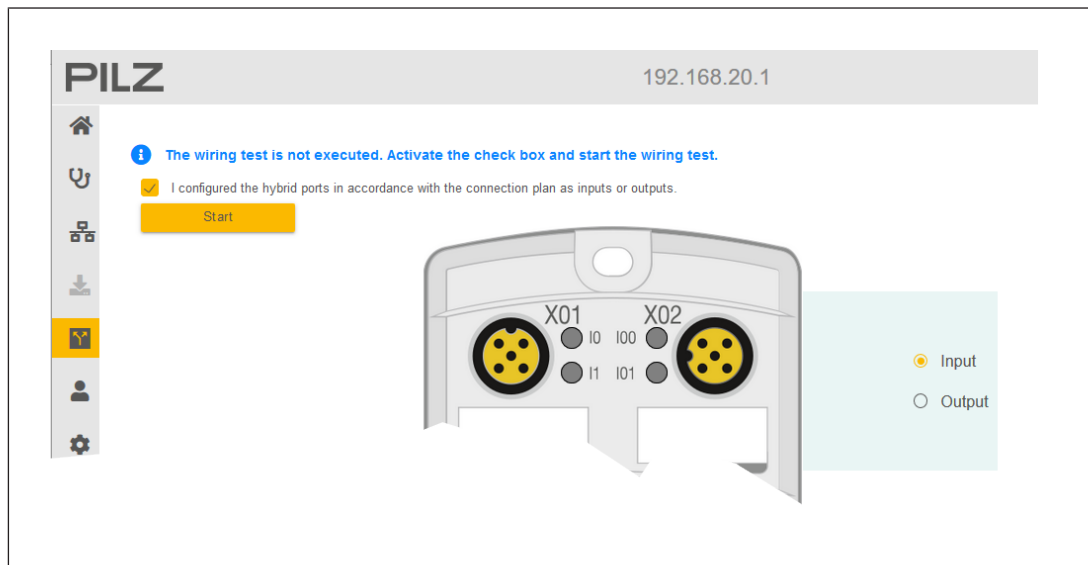 PILZ
192.168.20.1
The wiring test is not executed. Activate the check box and start the wiring test.
I configured the hybrid ports in accordance with the connection plan as inputs or outputs.
Start
X01 X02
I0 I00
I1 I01
Input
Output